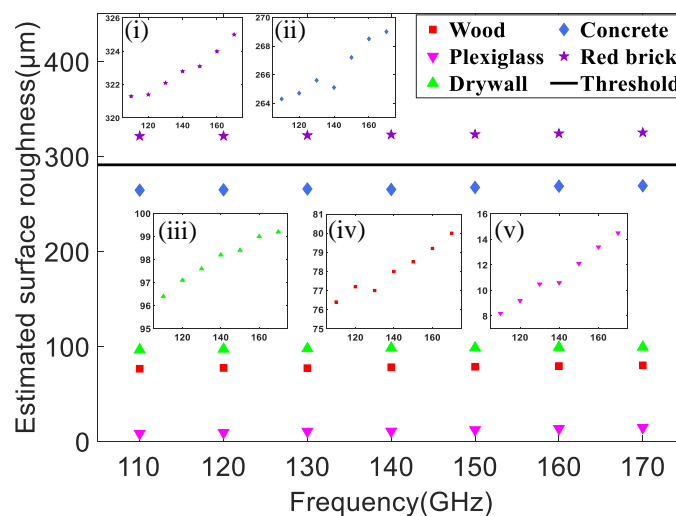 (i)
326
325
324
323
322
321
320
120 140 160
(ii)
270
268
266
264
120 140 160
Wood
Concrete
Plexiglass
Red brick
Drywall
Threshold
Estimated surface roughness(μm)
400
300
200
100
0
(iii)
100
99
98
97
96
95
120 140 160
(iv)
81
80
79
78
77
76
75
120 140 160
(v)
16
14
12
10
8
120 140 160
110 120 130 140 150 160 170
Frequency(GHz)